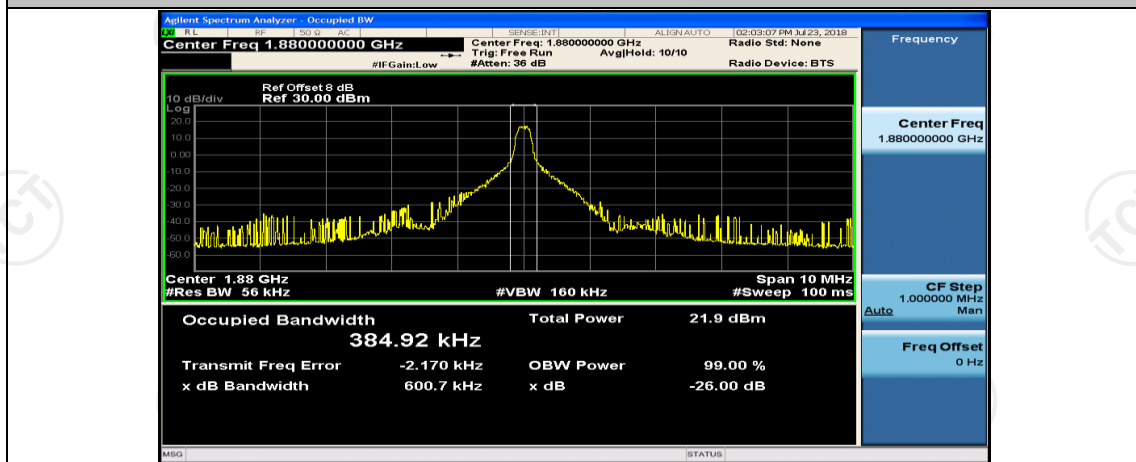 Agilent Spectrum Analyzer - Occupied BW
LXI RL RF 50 Ω AC SENSE:INT ALIGN AUTO 02:03:07 PM Jul 23, 2018
Center Freq 1.880000000 GHz
Center Freq: 1.880000000 GHz
Radio Std: None
Trig: Free Run Avg|Hold: 10/10
#IFGain:Low
#Atten: 36 dB
Radio Device: BTS
Frequency
Ref Offset 8 dB
10 dB/div Ref 30.00 dBm
Log
20.0
10.0
0.00
-10.0
-20.0
-30.0
-40.0
-50.0
-60.0
Center Freq
1.880000000 GHz
Center 1.88 GHz
Span 10 MHz
#Res BW 56 kHz
#VBW 160 kHz
#Sweep 100 ms
CF Step
1.000000 MHz
Auto Man
Freq Offset
0 Hz
Occupied Bandwidth
384.92 kHz
Total Power 21.9 dBm
Transmit Freq Error -2.170 kHz
OBW Power 99.00 %
x dB Bandwidth 600.7 kHz
x dB -26.00 dB
MSG
STATUS